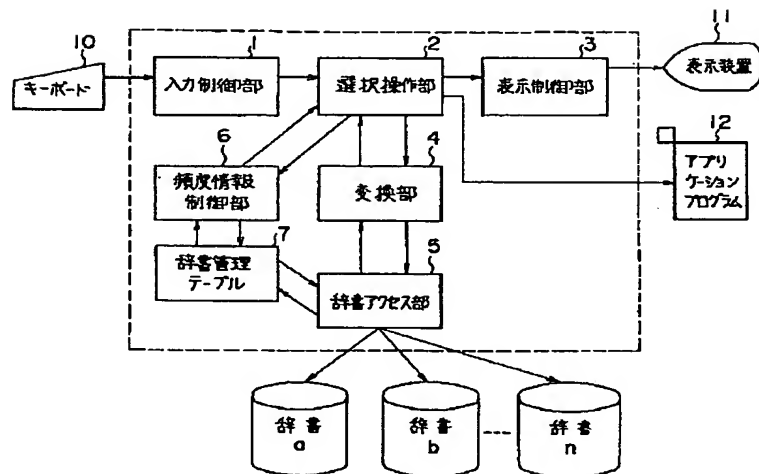 10
キーボード
1
入力制御部
2
選択操作部
3
表示制御部
11
表示装置
12
アプリ
ケーション
プログラム
6
頻度情報
制御部
4
変換部
7
辞書管理
テーブル
5
辞書アクセス部
辞書
a
辞書
b
辞書
n